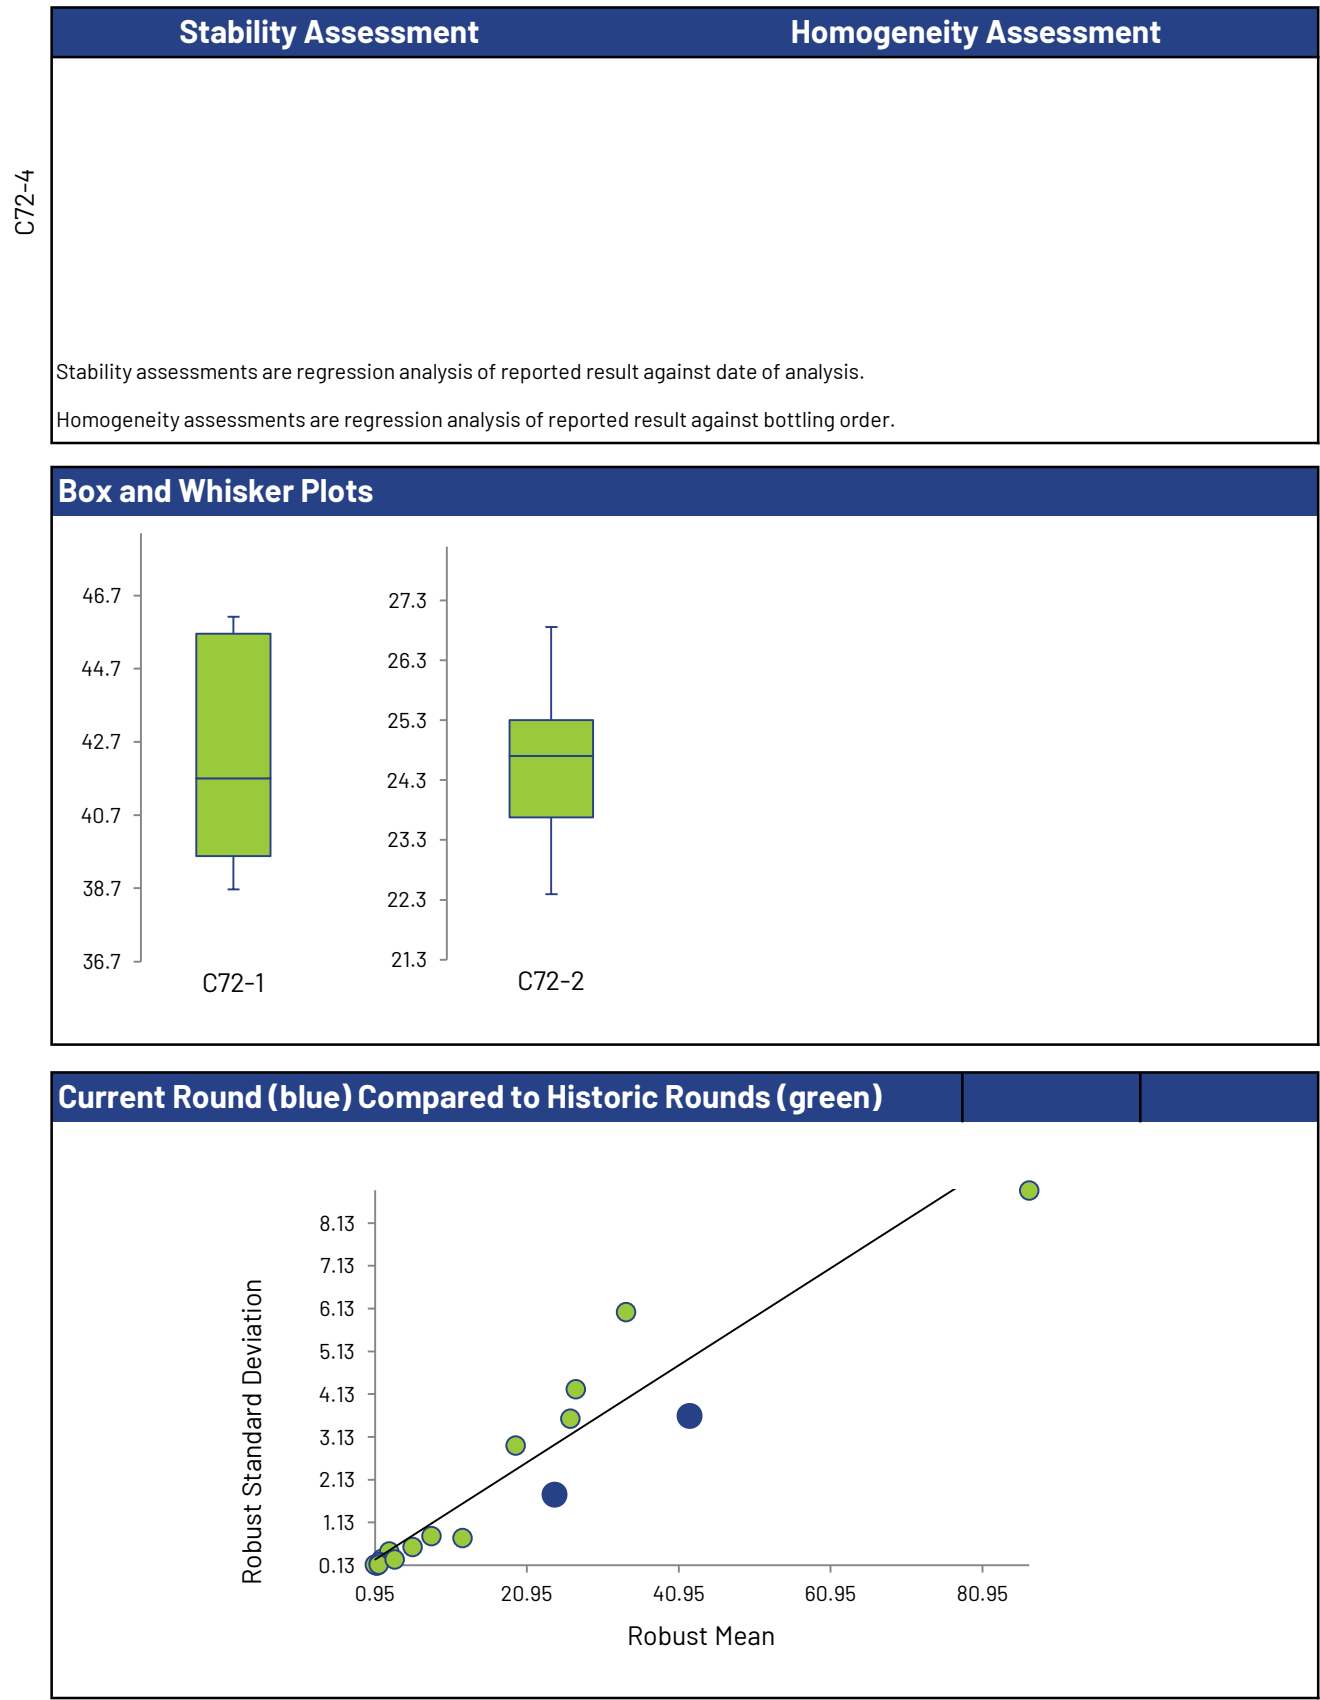 Stability Assessment
Homogeneity Assessment
C72-4
Stability assessments are regression analysis of reported result against date of analysis.
Homogeneity assessments are regression analysis of reported result against bottling order.
Box and Whisker Plots
46.7
44.7
42.7
40.7
38.7
36.7
C72-1
27.3
26.3
25.3
24.3
23.3
22.3
21.3
C72-2
Current Round (blue) Compared to Historic Rounds (green)
Robust Standard Deviation
8.13
7.13
6.13
5.13
4.13
3.13
2.13
1.13
0.13
0.95 20.95 40.95 60.95 80.95
Robust Mean